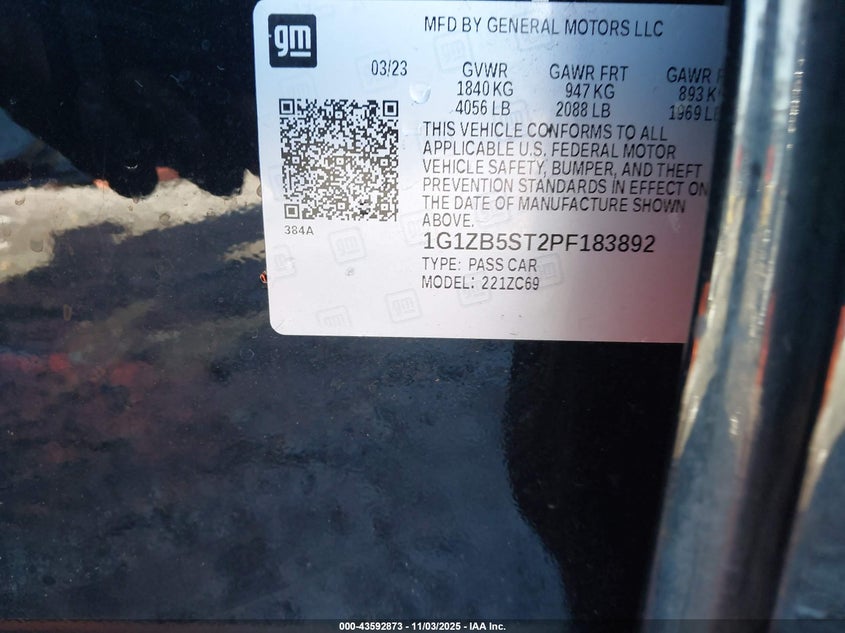 gm
MFD BY GENERAL MOTORS LLC
03/23 GVWR GAWR FRT GAWR
1840 KG 947 KG 893
4056 LB 2088 LB 1969
THIS VEHICLE CONFORMS TO ALL
APPLICABLE U.S. FEDERAL MOTOR
VEHICLE SAFETY, BUMPER, AND THEFT
PREVENTION STANDARDS IN EFFECT ON
THE DATE OF MANUFACTURE SHOWN
ABOVE.
384A
1G1ZB5ST2PF183892
TYPE: PASS CAR
MODEL: 221ZC69
000-43592873 - 11/03/2025 - IAA Inc.